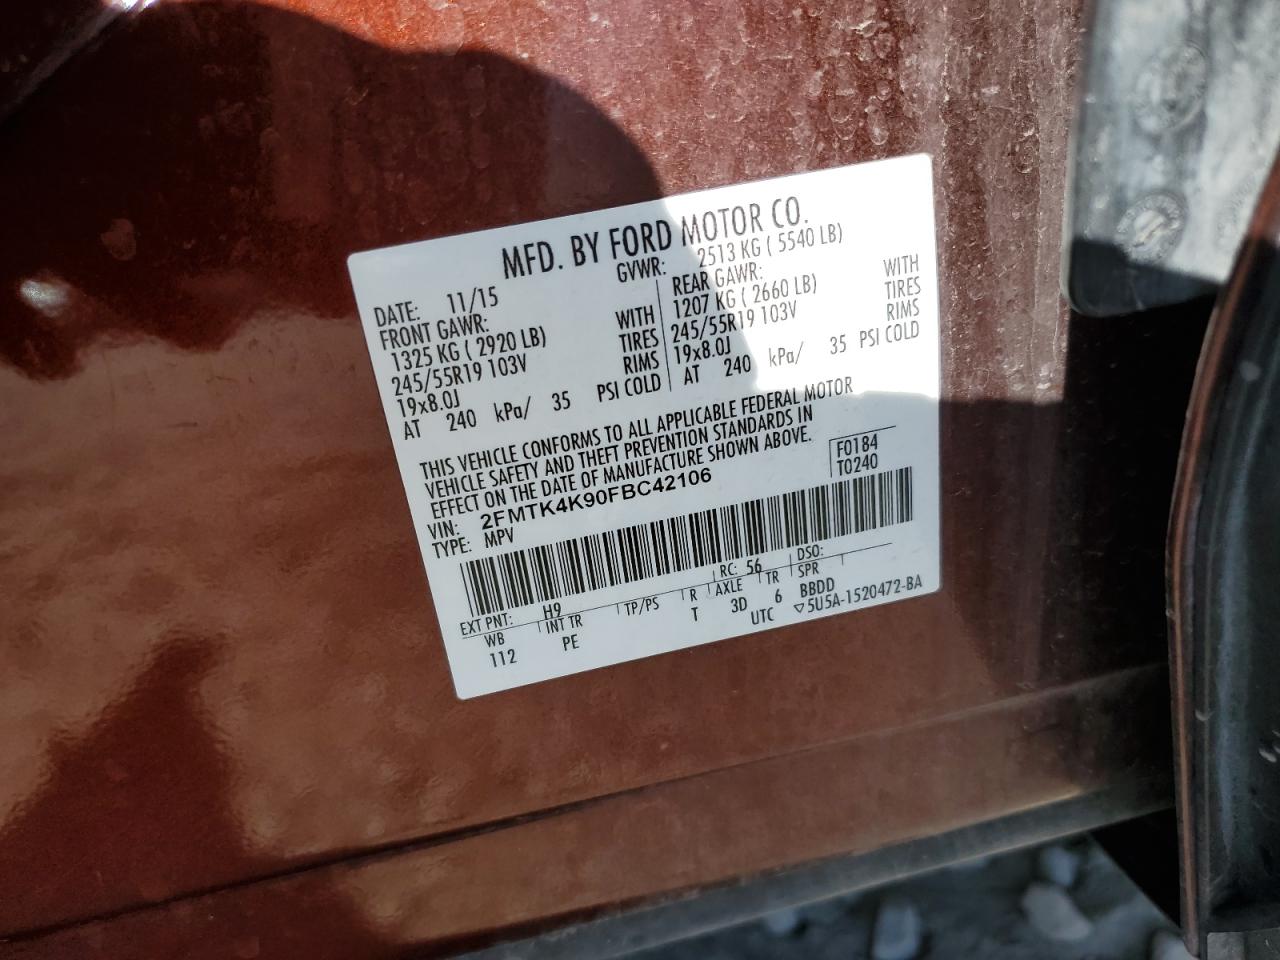 MFD. BY FORD MOTOR CO.
DATE: 11/15
GVWR: 2513 KG ( 5540 LB)
FRONT GAWR:
1325 KG ( 2920 LB) WITH
245/55R19 103V TIRES
19x8.0J RIMS
AT 240 kPa/ 35 PSI COLD
REAR GAWR:
1207 KG ( 2660 LB) WITH
245/55R19 103V TIRES
19x8.0J RIMS
AT 240 kPa/ 35 PSI COLD
THIS VEHICLE CONFORMS TO ALL APPLICABLE FEDERAL MOTOR
VEHICLE SAFETY AND THEFT PREVENTION STANDARDS IN
EFFECT ON THE DATE OF MANUFACTURE SHOWN ABOVE.
VIN: 2FMTK4K90FBC42106
TYPE: MPV
F0184
T0240
EXT PNT: H9 RC: 56 DSO:
WB INT TR TP/PS R AXLE TR SPR
112 PE T 3D 6 BBDD
UTC ▽5U5A-1520472-BA